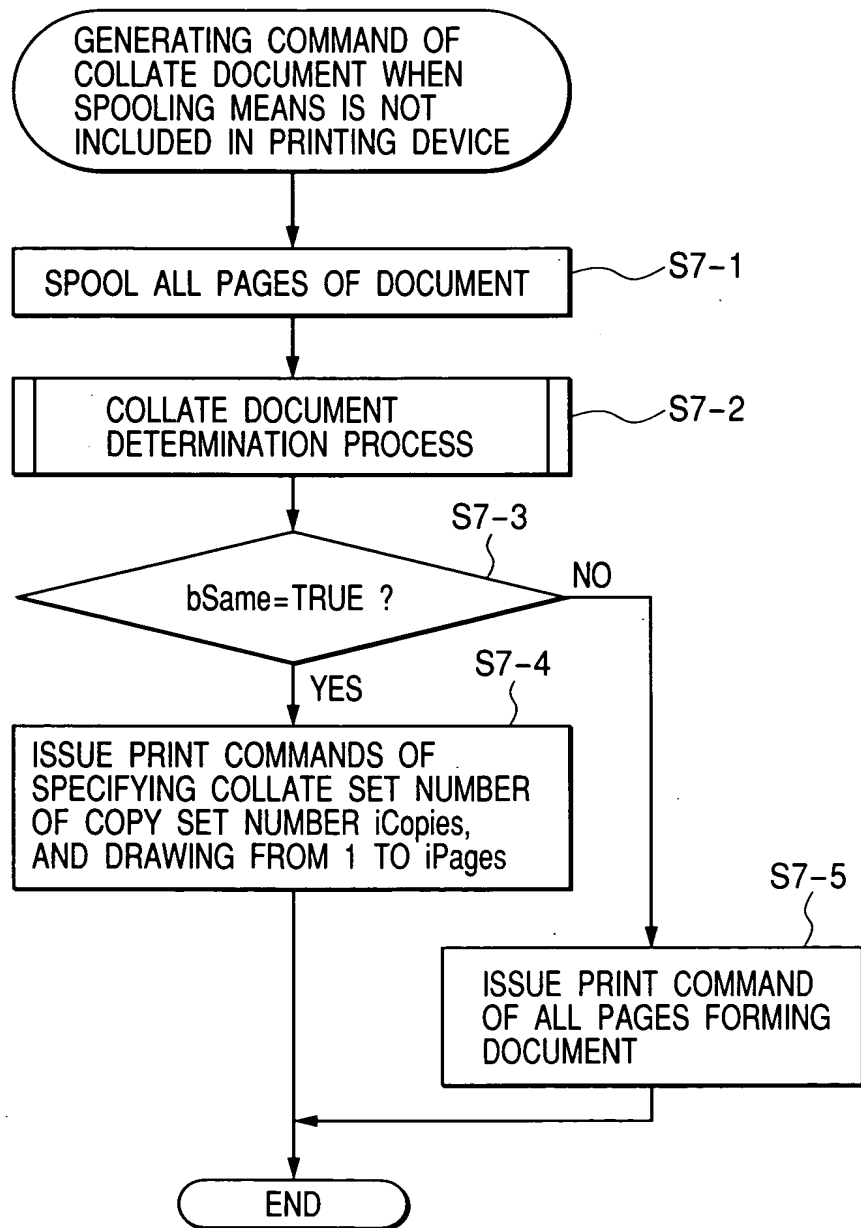 GENERATING COMMAND OF
COLLATE DOCUMENT WHEN
SPOOLING MEANS IS NOT
INCLUDED IN PRINTING DEVICE
SPOOL ALL PAGES OF DOCUMENT
S7-1
COLLATE DOCUMENT
DETERMINATION PROCESS
S7-2
S7-3
bSame=TRUE ?
NO
YES
S7-4
ISSUE PRINT COMMANDS OF
SPECIFYING COLLATE SET NUMBER
OF COPY SET NUMBER iCopies,
AND DRAWING FROM 1 TO iPages
S7-5
ISSUE PRINT COMMAND
OF ALL PAGES FORMING
DOCUMENT
END